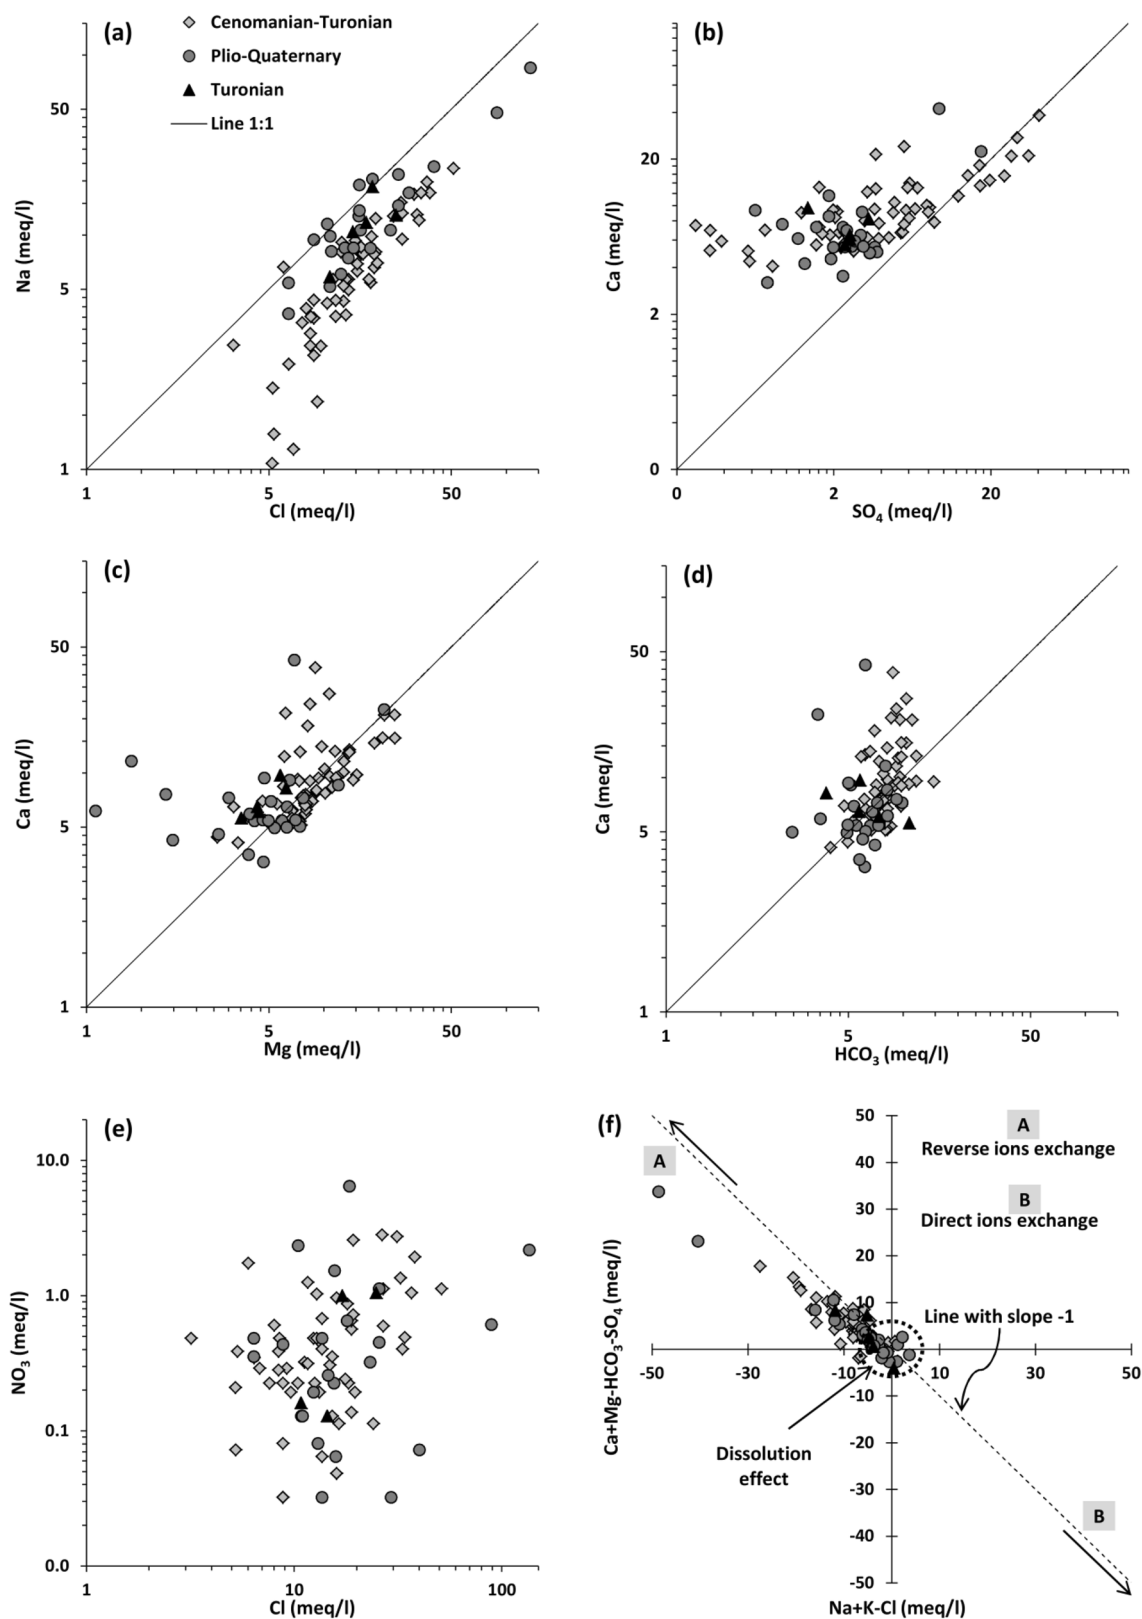 (a)
Cenomanian-Turonian
Plio-Quaternary
Turonian
Line 1:1
50
5
1
1
5
50
Na (meq/l)
Cl (meq/l)
(b)
20
2
0
0
2
20
Ca (meq/l)
SO₄ (meq/l)
(c)
50
5
1
1
5
50
Ca (meq/l)
Mg (meq/l)
(d)
50
5
1
1
5
50
Ca (meq/l)
HCO₃ (meq/l)
(e)
10.0
1.0
0.1
0.0
1
10
100
NO₃ (meq/l)
Cl (meq/l)
(f)
50
40
30
20
10
-10
-20
-30
-40
-50
-50
-30
-10
10
30
50
A
A
Reverse ions exchange
B
Direct ions exchange
Line with slope -1
Dissolution
effect
B
Ca+Mg-HCO₃-SO₄ (meq/l)
Na+K-Cl (meq/l)